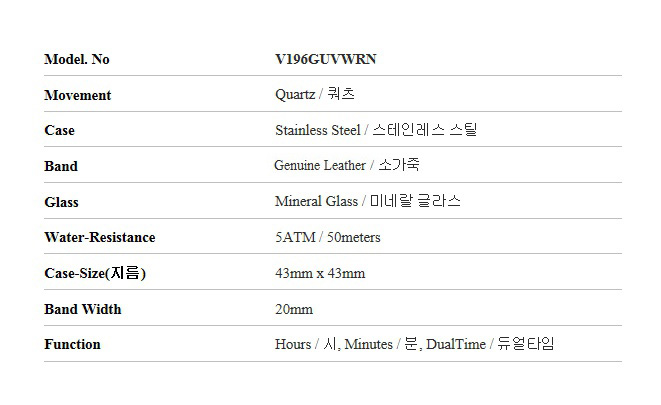 Model. No V196GUVWRN
Movement Quartz / 쿼츠
Case Stainless Steel / 스테인레스 스틸
Band Genuine Leather / 소가죽
Glass Mineral Glass / 미네랄 글라스
Water-Resistance 5ATM / 50meters
Case-Size(지름) 43mm x 43mm
Band Width 20mm
Function Hours / 시, Minutes / 분, DualTime / 듀얼타임